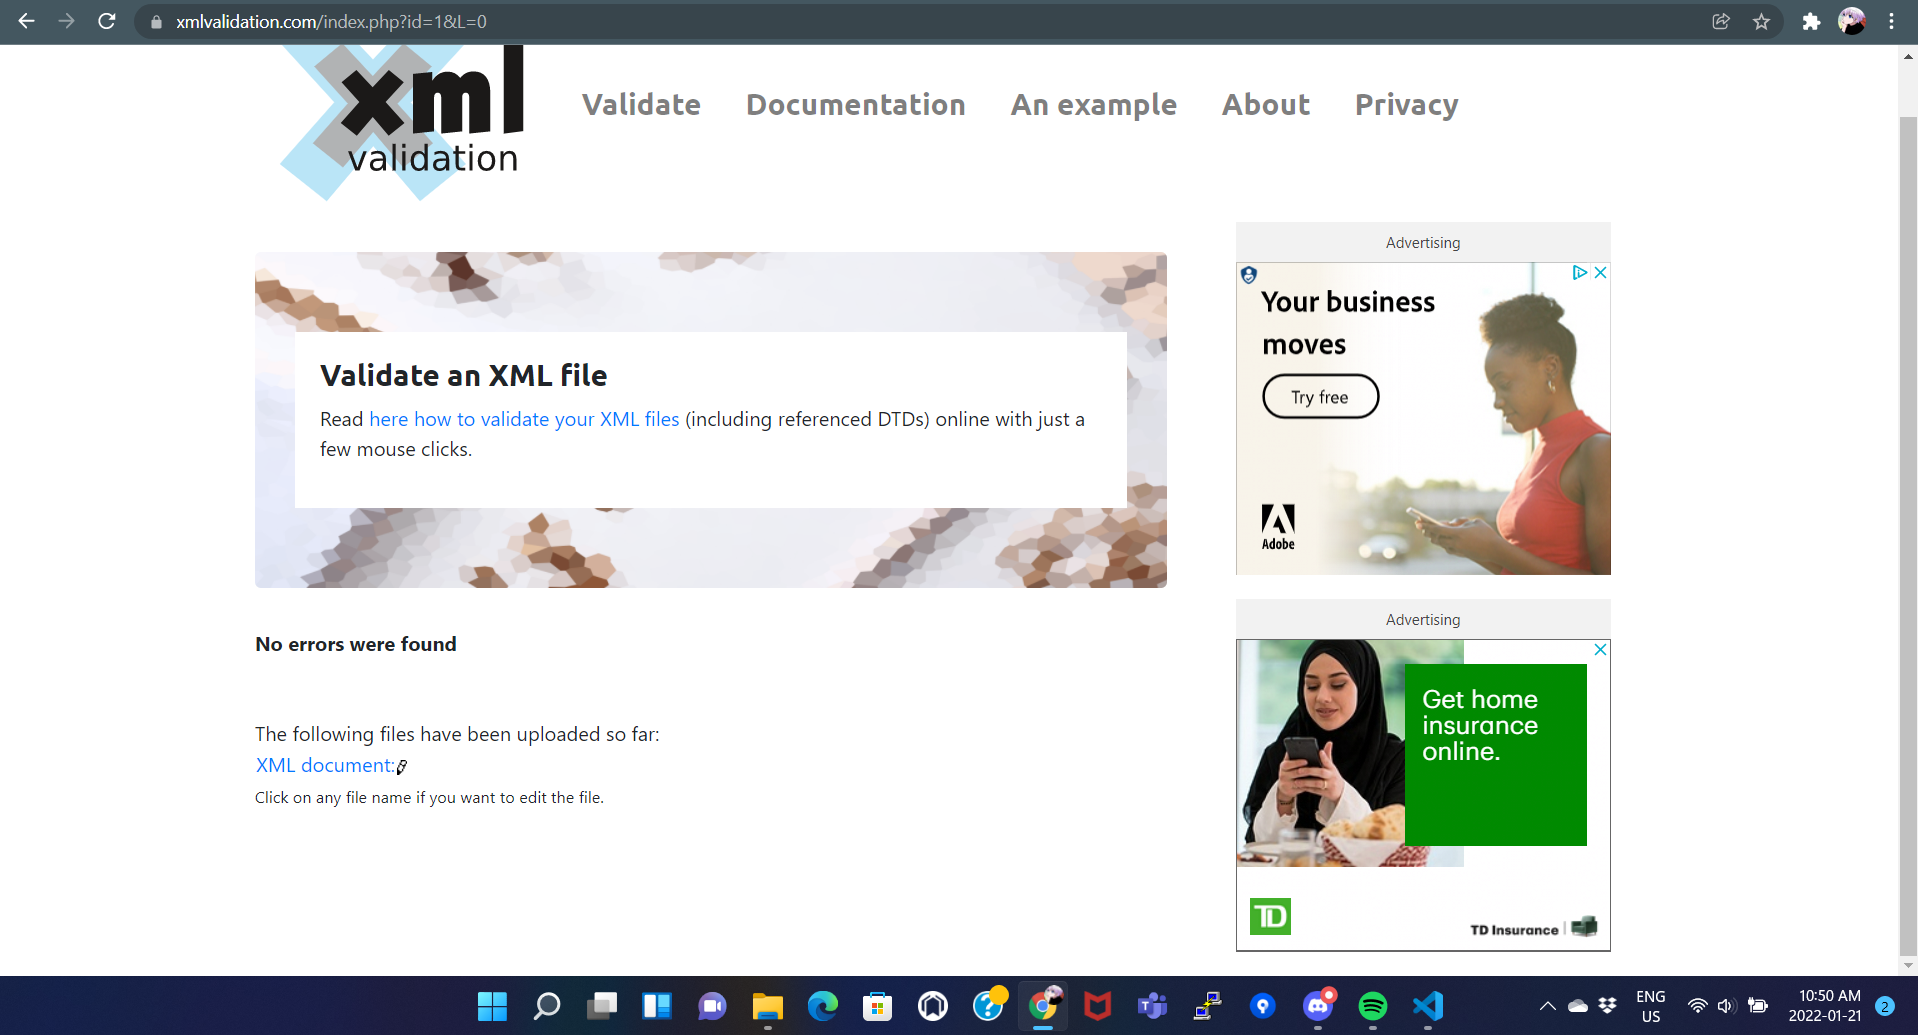 xmlvalidation.com/index.php?id=1&L=0
xml
validation
Validate Documentation An example About Privacy
Validate an XML file
Read here how to validate your XML files (including referenced DTDs) online with just a
few mouse clicks.
No errors were found
The following files have been uploaded so far:
XML document:
Click on any file name if you want to edit the file.
Advertising
Your business
moves
Try free
Adobe
Advertising
Get home
insurance
online.
TD
TD Insurance
ENG
US
10:50 AM
2022-01-21
2